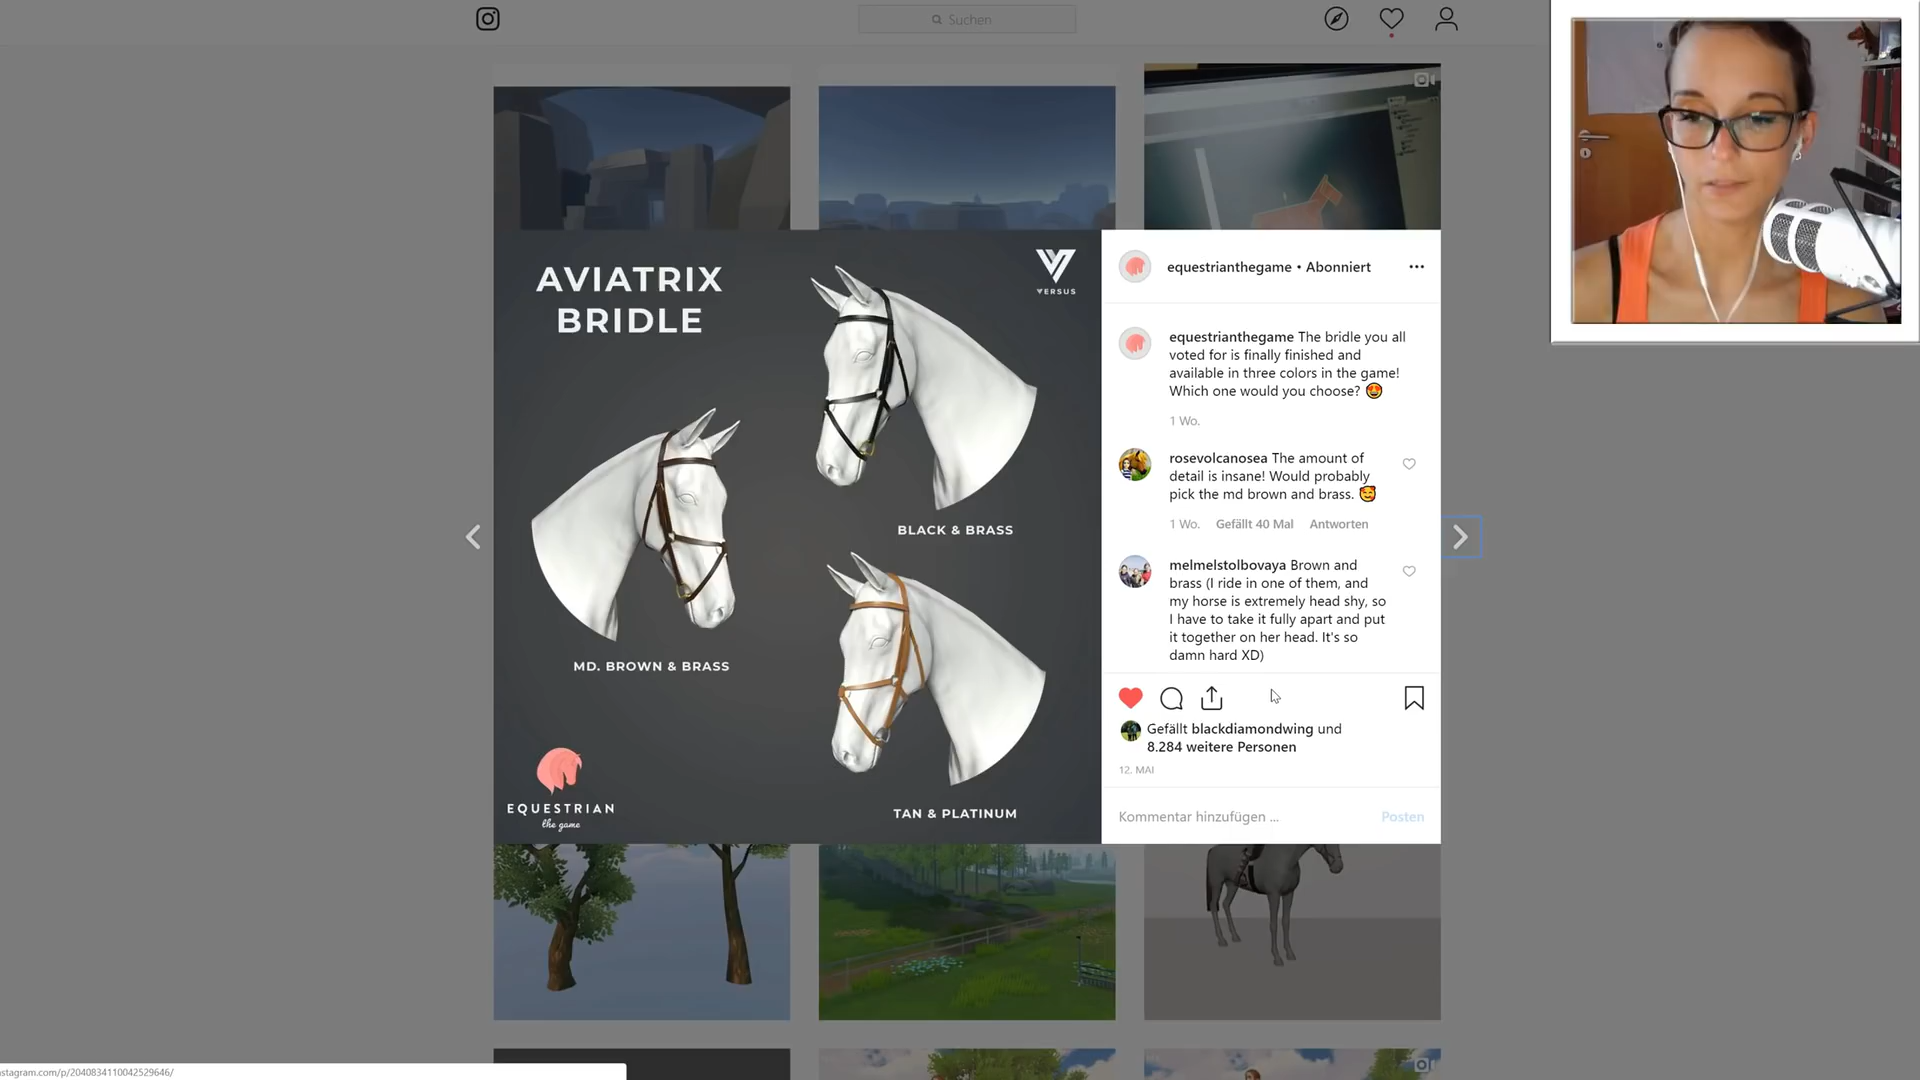 Suchen
AVIATRIX
BRIDLE
VERSUS
BLACK & BRASS
MD. BROWN & BRASS
TAN & PLATINUM
EQUESTRIAN
the game
equestrianthegame • Abonniert
equestrianthegame The bridle you all
voted for is finally finished and
available in three colors in the game!
Which one would you choose? 😍
1 Wo.
rosevolcanosea The amount of
detail is insane! Would probably
pick the md brown and brass. 🥰
1 Wo. Gefällt 40 Mal Antworten
melmelstolbovaya Brown and
brass (I ride in one of them, and
my horse is extremely head shy, so
I have to take it fully apart and put
it together on her head. It's so
damn hard XD)
Gefällt blackdiamondwing und
8.284 weitere Personen
12. MAI
Kommentar hinzufügen ... Posten
nstagram.com/p/2040834110042529646/